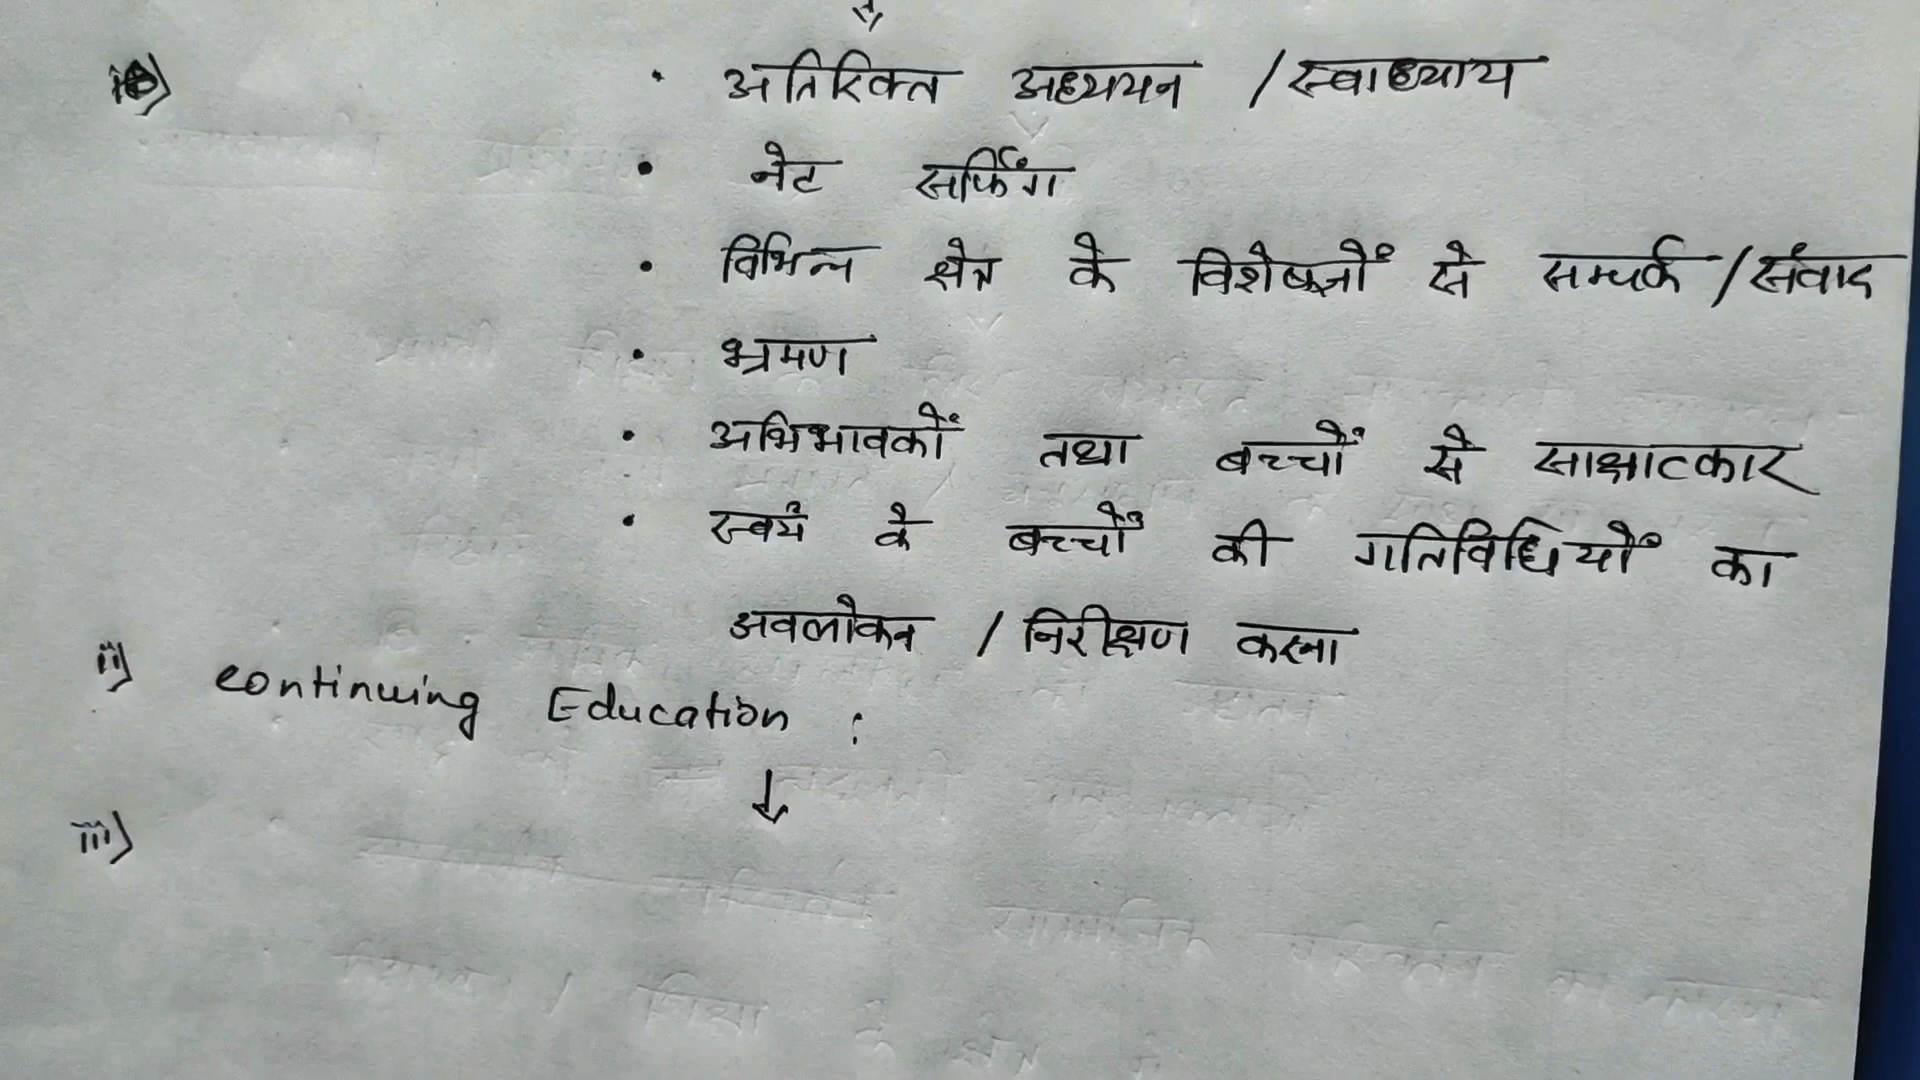 • अतिरिक्त अध्ययन / स्वाध्याय
• नेट सर्फिंग
• विभिन्न क्षेत्र के विशेषज्ञों से सम्पर्क / संवाद
• भ्रमण
• अभिभावकों तथा बच्चों से साक्षाटकार
• स्वयं के बच्चों की गतिविधियों का
अवलोकन / निरीक्षण करना
ii) continuing Education :
↓
iii)